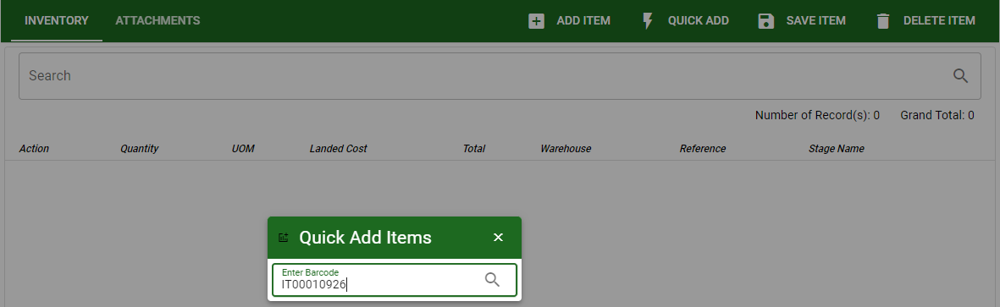 INVENTORY ATTACHMENTS ADD ITEM QUICK ADD SAVE ITEM DELETE ITEM
Search
Number of Record(s): 0 Grand Total: 0
Action Quantity UOM Landed Cost Total Warehouse Reference Stage Name
Quick Add Items
Enter Barcode
IT00010926